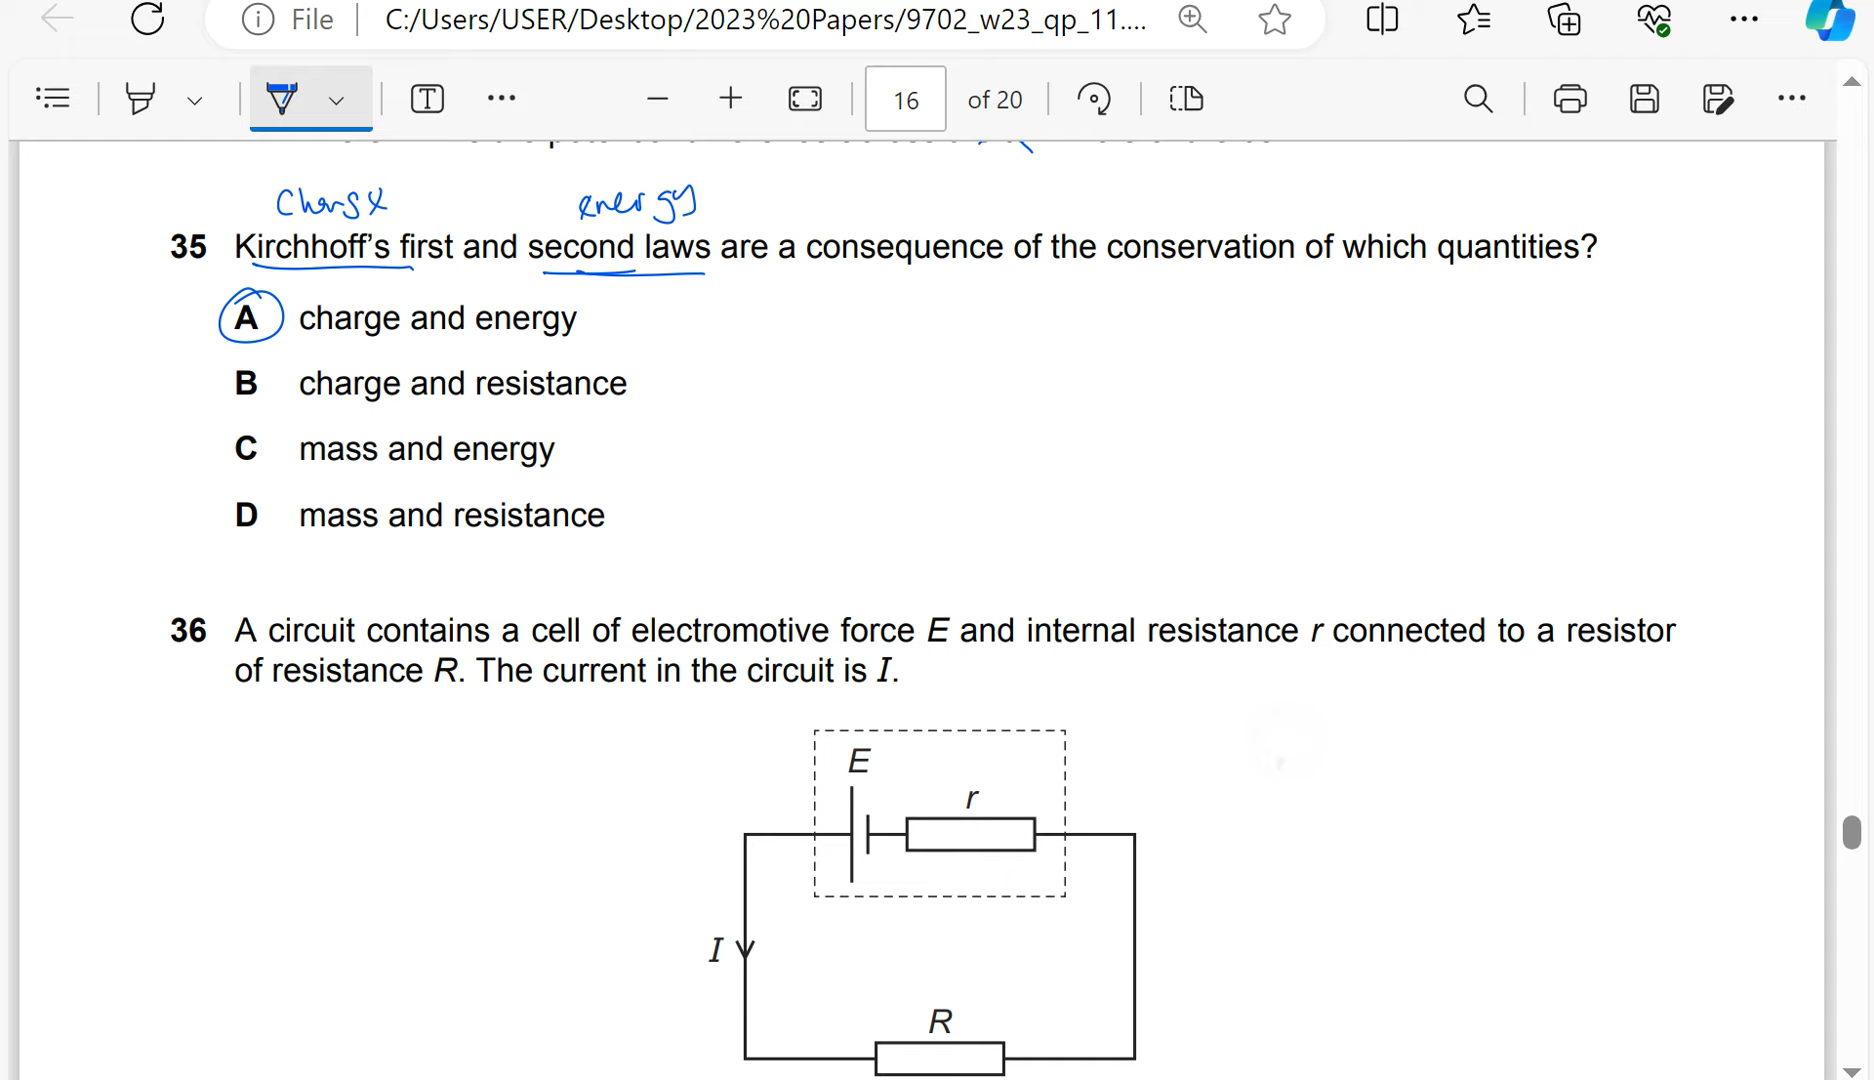 File C:/Users/USER/Desktop/2023%20Papers/9702_w23_qp_11....
16 of 20
charge energy
35 Kirchhoff's first and second laws are a consequence of the conservation of which quantities?
A charge and energy
B charge and resistance
C mass and energy
D mass and resistance
36 A circuit contains a cell of electromotive force E and internal resistance r connected to a resistor
of resistance R. The current in the circuit is I.
E
r
I
R